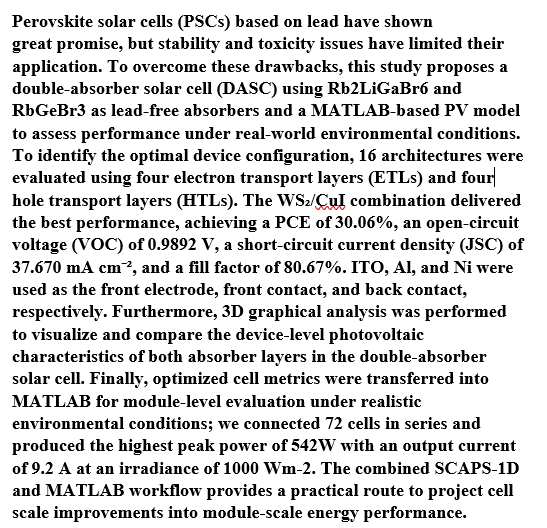 Perovskite solar cells (PSCs) based on lead have shown
great promise, but stability and toxicity issues have limited their
application. To overcome these drawbacks, this study proposes a
double-absorber solar cell (DASC) using Rb2LiGaBr6 and
RbGeBr3 as lead-free absorbers and a MATLAB-based PV model
to assess performance under real-world environmental conditions.
To identify the optimal device configuration, 16 architectures were
evaluated using four electron transport layers (ETLs) and four
hole transport layers (HTLs). The WS₂/CuI combination delivered
the best performance, achieving a PCE of 30.06%, an open-circuit
voltage (VOC) of 0.9892 V, a short-circuit current density (JSC) of
37.670 mA cm⁻², and a fill factor of 80.67%. ITO, Al, and Ni were
used as the front electrode, front contact, and back contact,
respectively. Furthermore, 3D graphical analysis was performed
to visualize and compare the device-level photovoltaic
characteristics of both absorber layers in the double-absorber
solar cell. Finally, optimized cell metrics were transferred into
MATLAB for module-level evaluation under realistic
environmental conditions; we connected 72 cells in series and
produced the highest peak power of 542W with an output current
of 9.2 A at an irradiance of 1000 Wm-2. The combined SCAPS-1D
and MATLAB workflow provides a practical route to project cell
scale improvements into module-scale energy performance.